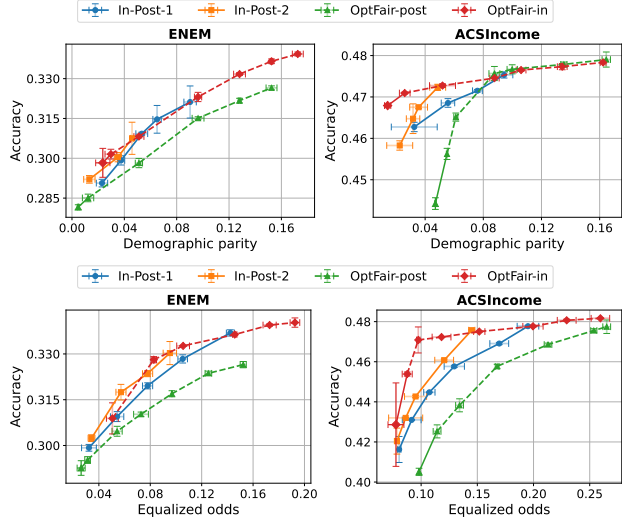 In-Post-1 In-Post-2 OptFair-post OptFair-in
ENEM ACSIncome
Accuracy
0.330
0.315
0.300
0.285
0.00 0.04 0.08 0.12 0.16
Demographic parity
Accuracy
0.48
0.47
0.46
0.45
0.04 0.08 0.12 0.16
Demographic parity
In-Post-1 In-Post-2 OptFair-post OptFair-in
ENEM ACSIncome
Accuracy
0.330
0.315
0.300
0.04 0.08 0.12 0.16 0.20
Equalized odds
Accuracy
0.48
0.46
0.44
0.42
0.40
0.10 0.15 0.20 0.25
Equalized odds